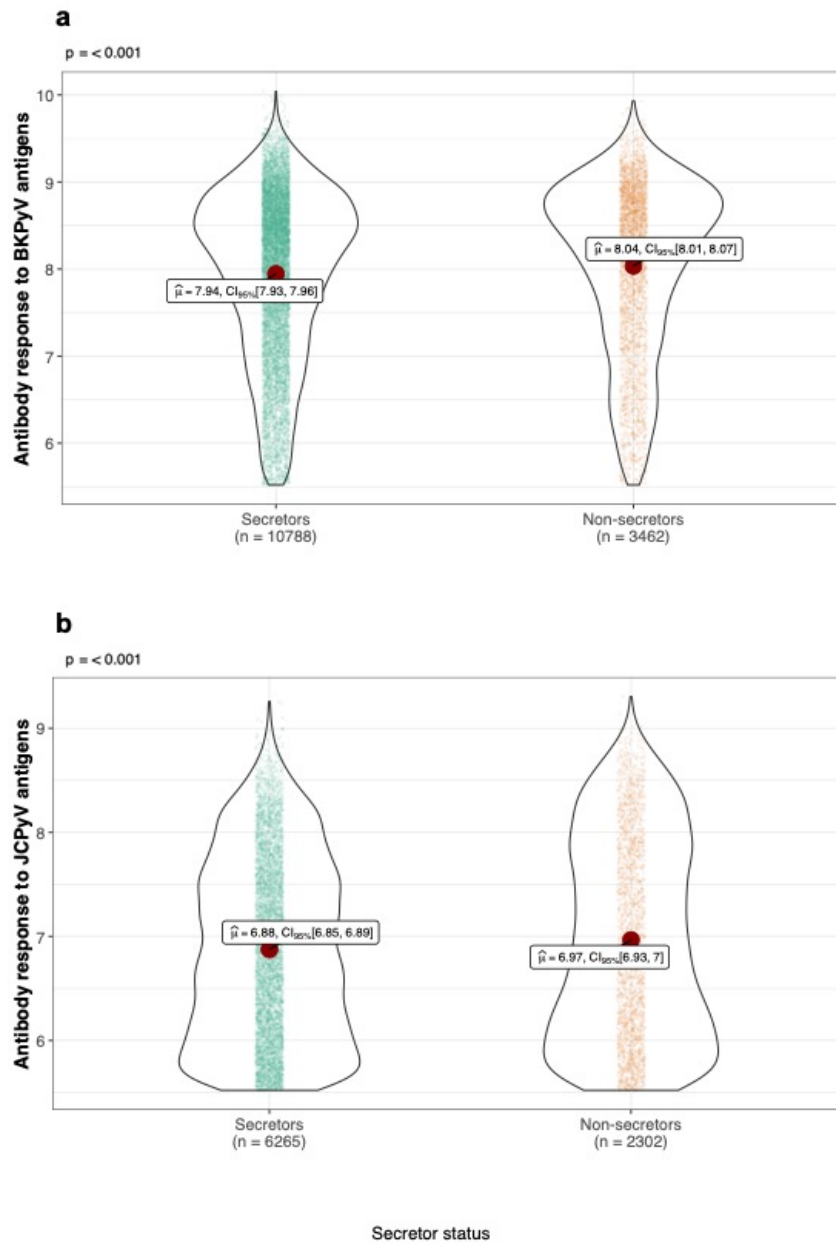 a
p = < 0.001
Antibody response to BKPyV antigens
10
9
8
7
6
μ̂ = 7.94, CI95%[7.93, 7.96]
μ̂ = 8.04, CI95%[8.01, 8.07]
Secretors
(n = 10788)
Non-secretors
(n = 3462)
b
p = < 0.001
Antibody response to JCPyV antigens
9
8
7
6
μ̂ = 6.88, CI95%[6.85, 6.89]
μ̂ = 6.97, CI95%[6.93, 7]
Secretors
(n = 6265)
Non-secretors
(n = 2302)
Secretor status